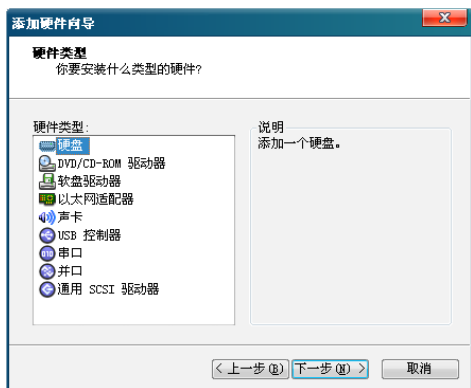 添加硬件向导
硬件类型
你要安装什么类型的硬件?
硬件类型:
硬盘
DVD/CD-ROM 驱动器
软盘驱动器
以太网适配器
声卡
USB 控制器
串口
并口
通用 SCSI 驱动器
说明
添加一个硬盘。
< 上一步(B)
下一步(N) >
取消